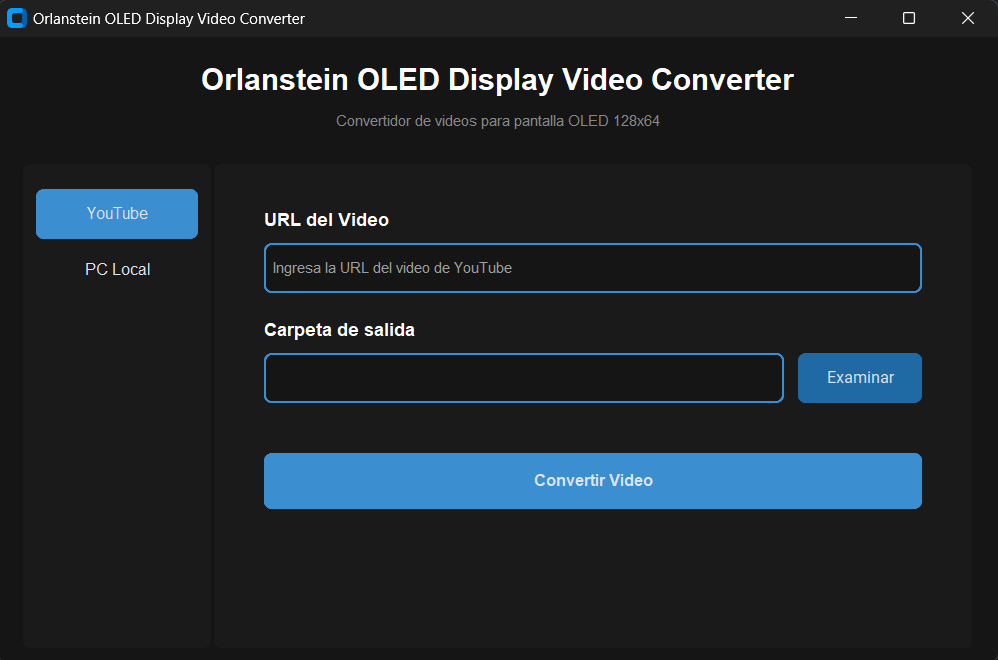 Orlanstein OLED Display Video Converter
Orlanstein OLED Display Video Converter
Convertidor de videos para pantalla OLED 128x64
YouTube
PC Local
URL del Video
Ingresa la URL del video de YouTube
Carpeta de salida
Examinar
Convertir Video